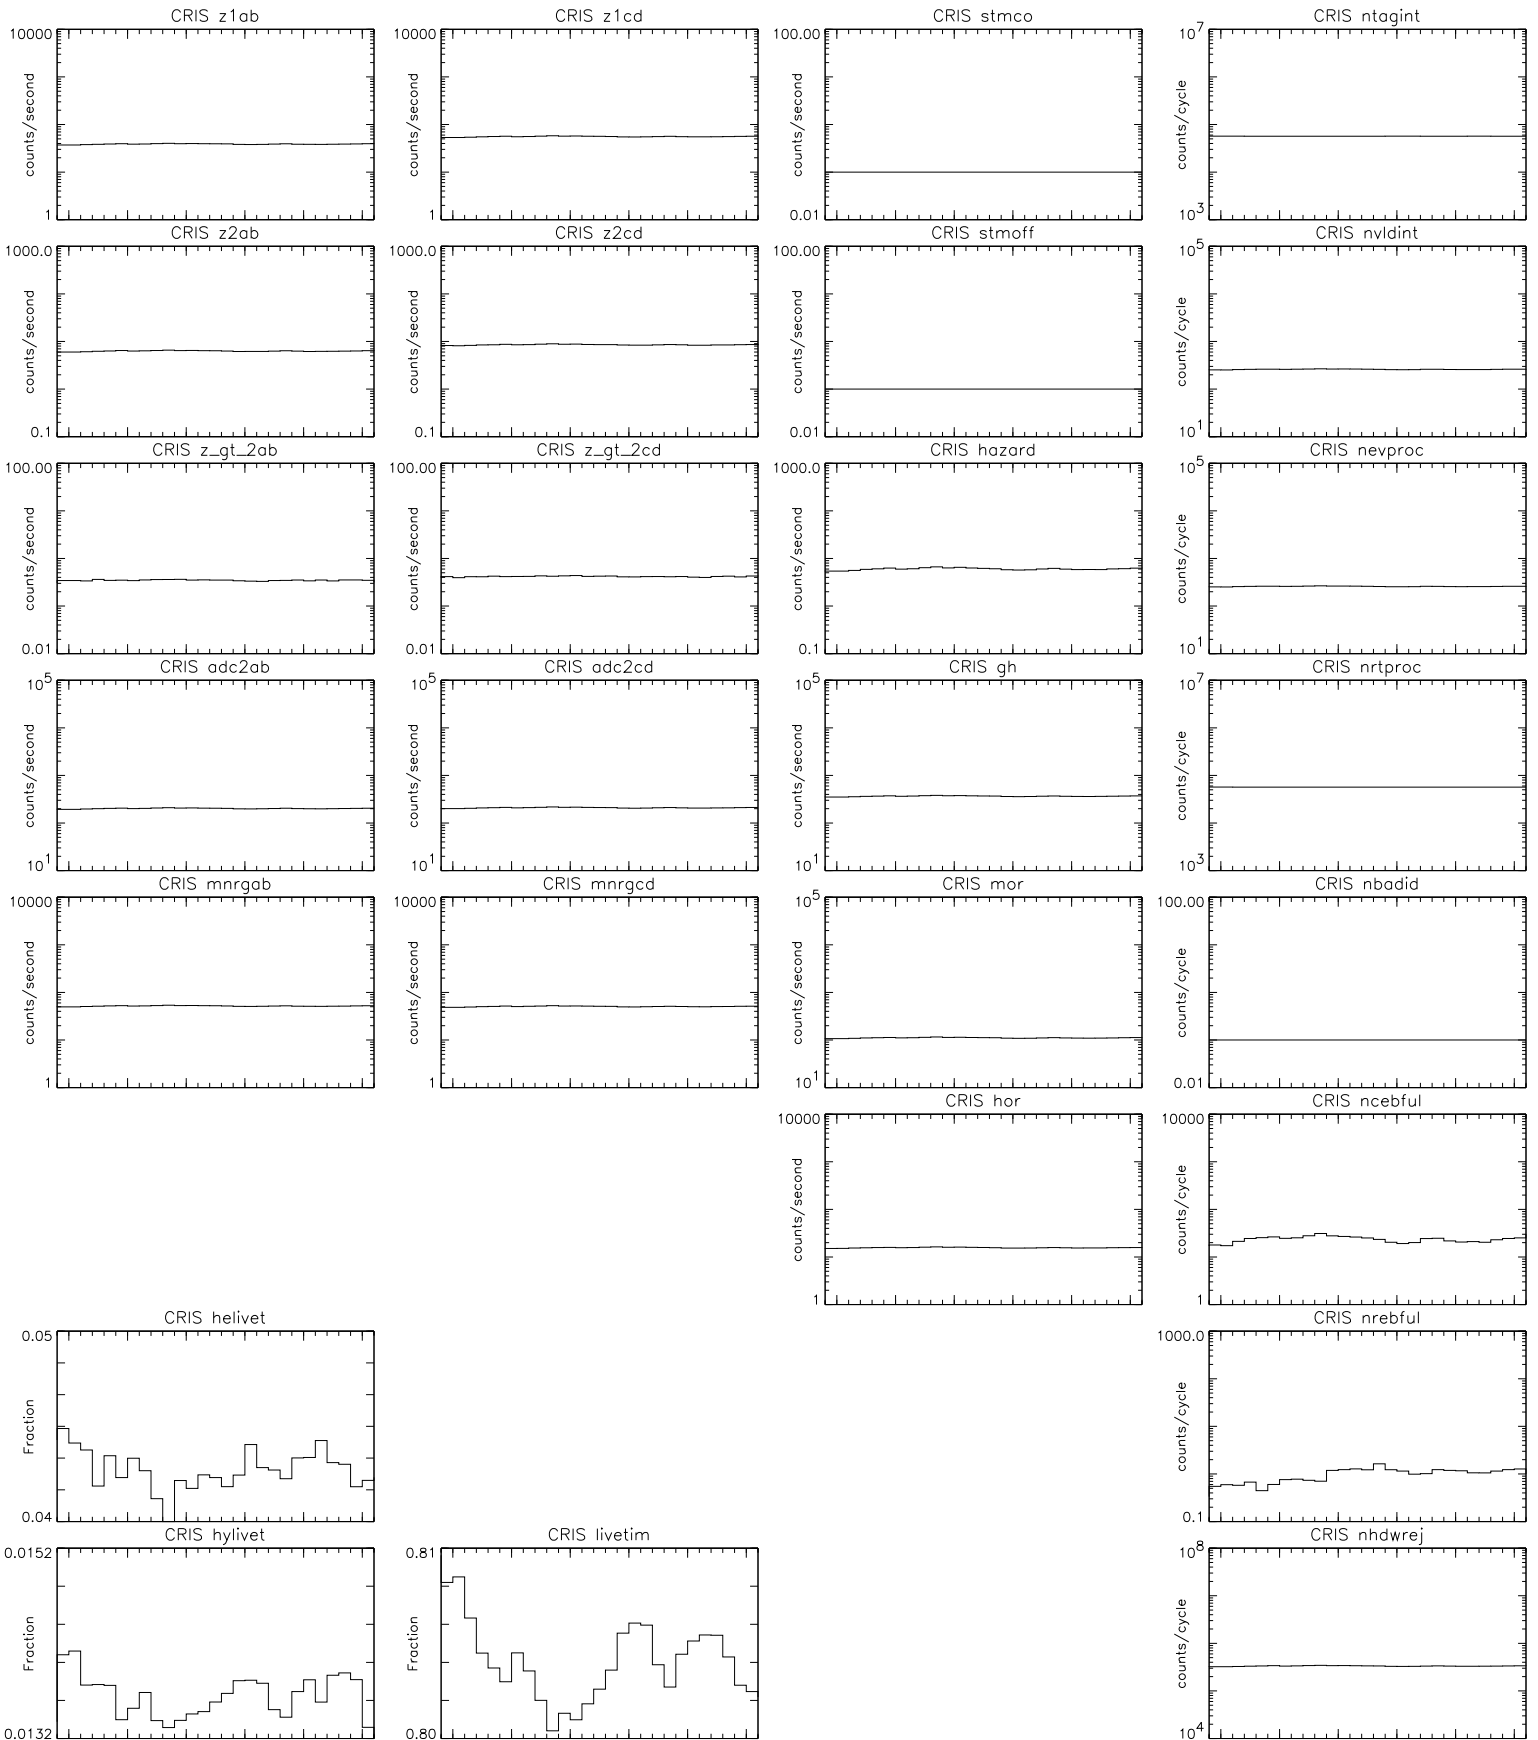 CRIS z1ab
10000
counts/second
1
CRIS z1cd
10000
counts/second
1
CRIS stmco
100.00
counts/second
0.01
CRIS ntagint
10^7
counts/cycle
10^3
CRIS z2ab
1000.0
counts/second
0.1
CRIS z2cd
1000.0
counts/second
0.1
CRIS stmoff
100.00
counts/second
0.01
CRIS nvldint
10^5
counts/cycle
10^1
CRIS z_gt_2ab
100.00
counts/second
0.01
CRIS z_gt_2cd
100.00
counts/second
0.01
CRIS hazard
1000.0
counts/second
0.1
CRIS nevproc
10^5
counts/cycle
10^1
CRIS adc2ab
10^5
counts/second
10^1
CRIS adc2cd
10^5
counts/second
10^1
CRIS gh
10^5
counts/second
10^1
CRIS nrtproc
10^7
counts/cycle
10^3
CRIS mnrgab
10000
counts/second
1
CRIS mnrgcd
10000
counts/second
1
CRIS mor
10^5
counts/second
10^1
CRIS nbadid
100.00
counts/cycle
0.01
CRIS hor
10000
counts/second
1
CRIS ncebful
10000
counts/cycle
1
CRIS helivet
0.05
Fraction
0.04
CRIS nrebful
1000.0
counts/cycle
0.1
CRIS hylivet
0.0152
Fraction
0.0132
CRIS livetim
0.81
Fraction
0.80
CRIS nhdwrej
10^8
counts/cycle
10^4